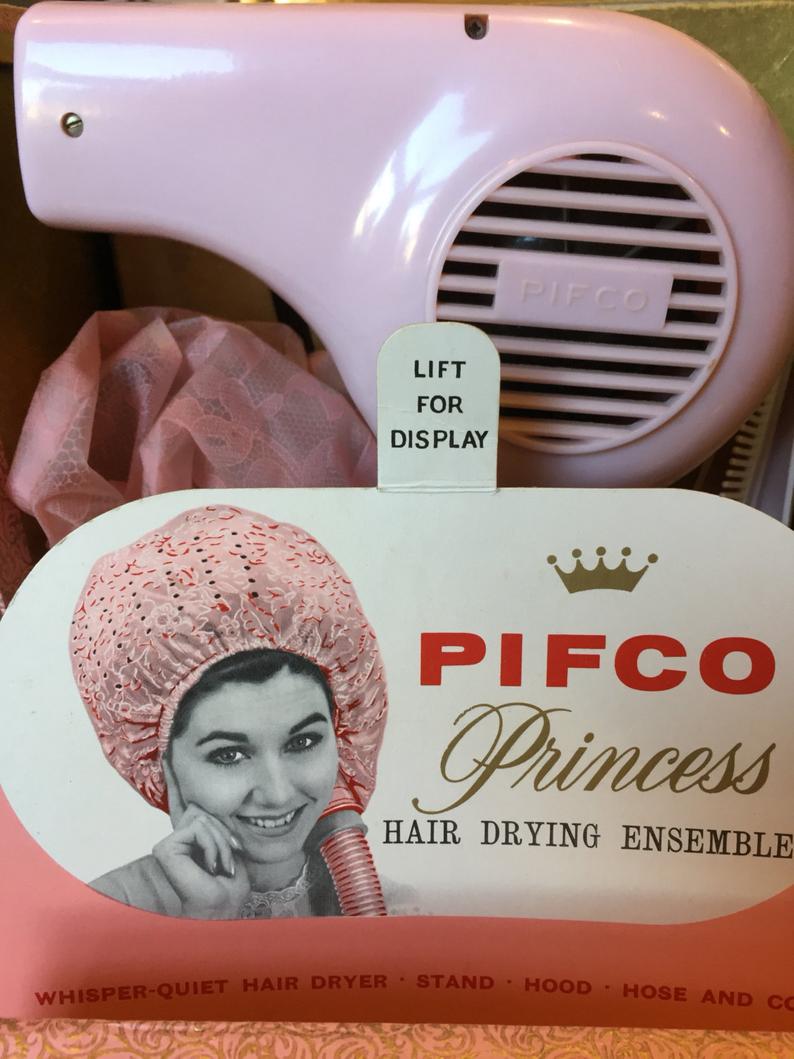 PIFCO
LIFT
FOR
DISPLAY
PIFCO
Princess
HAIR DRYING ENSEMBLE
WHISPER-QUIET HAIR DRYER · STAND · HOOD · HOSE AND